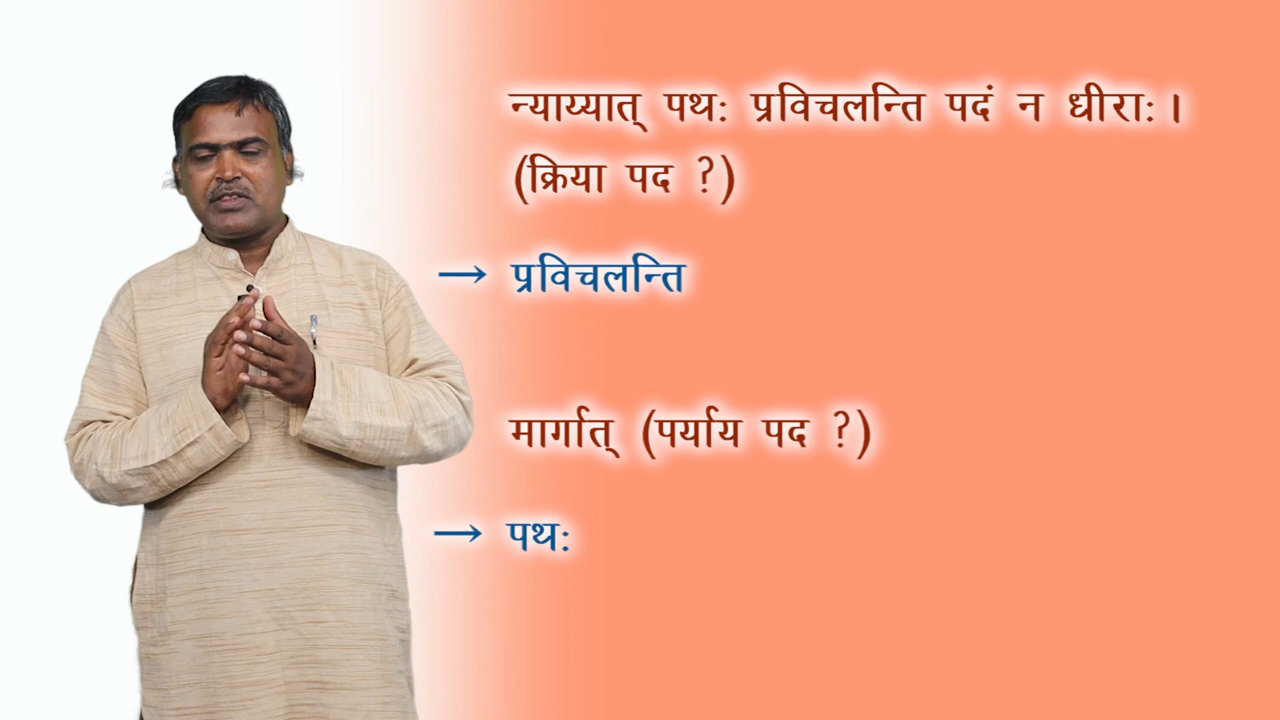 न्याय्यात् पथः प्रविचलन्ति पदं न धीराः।
(क्रिया पद ?)
→ प्रविचलन्ति
मार्गात् (पर्याय पद ?)
→ पथः